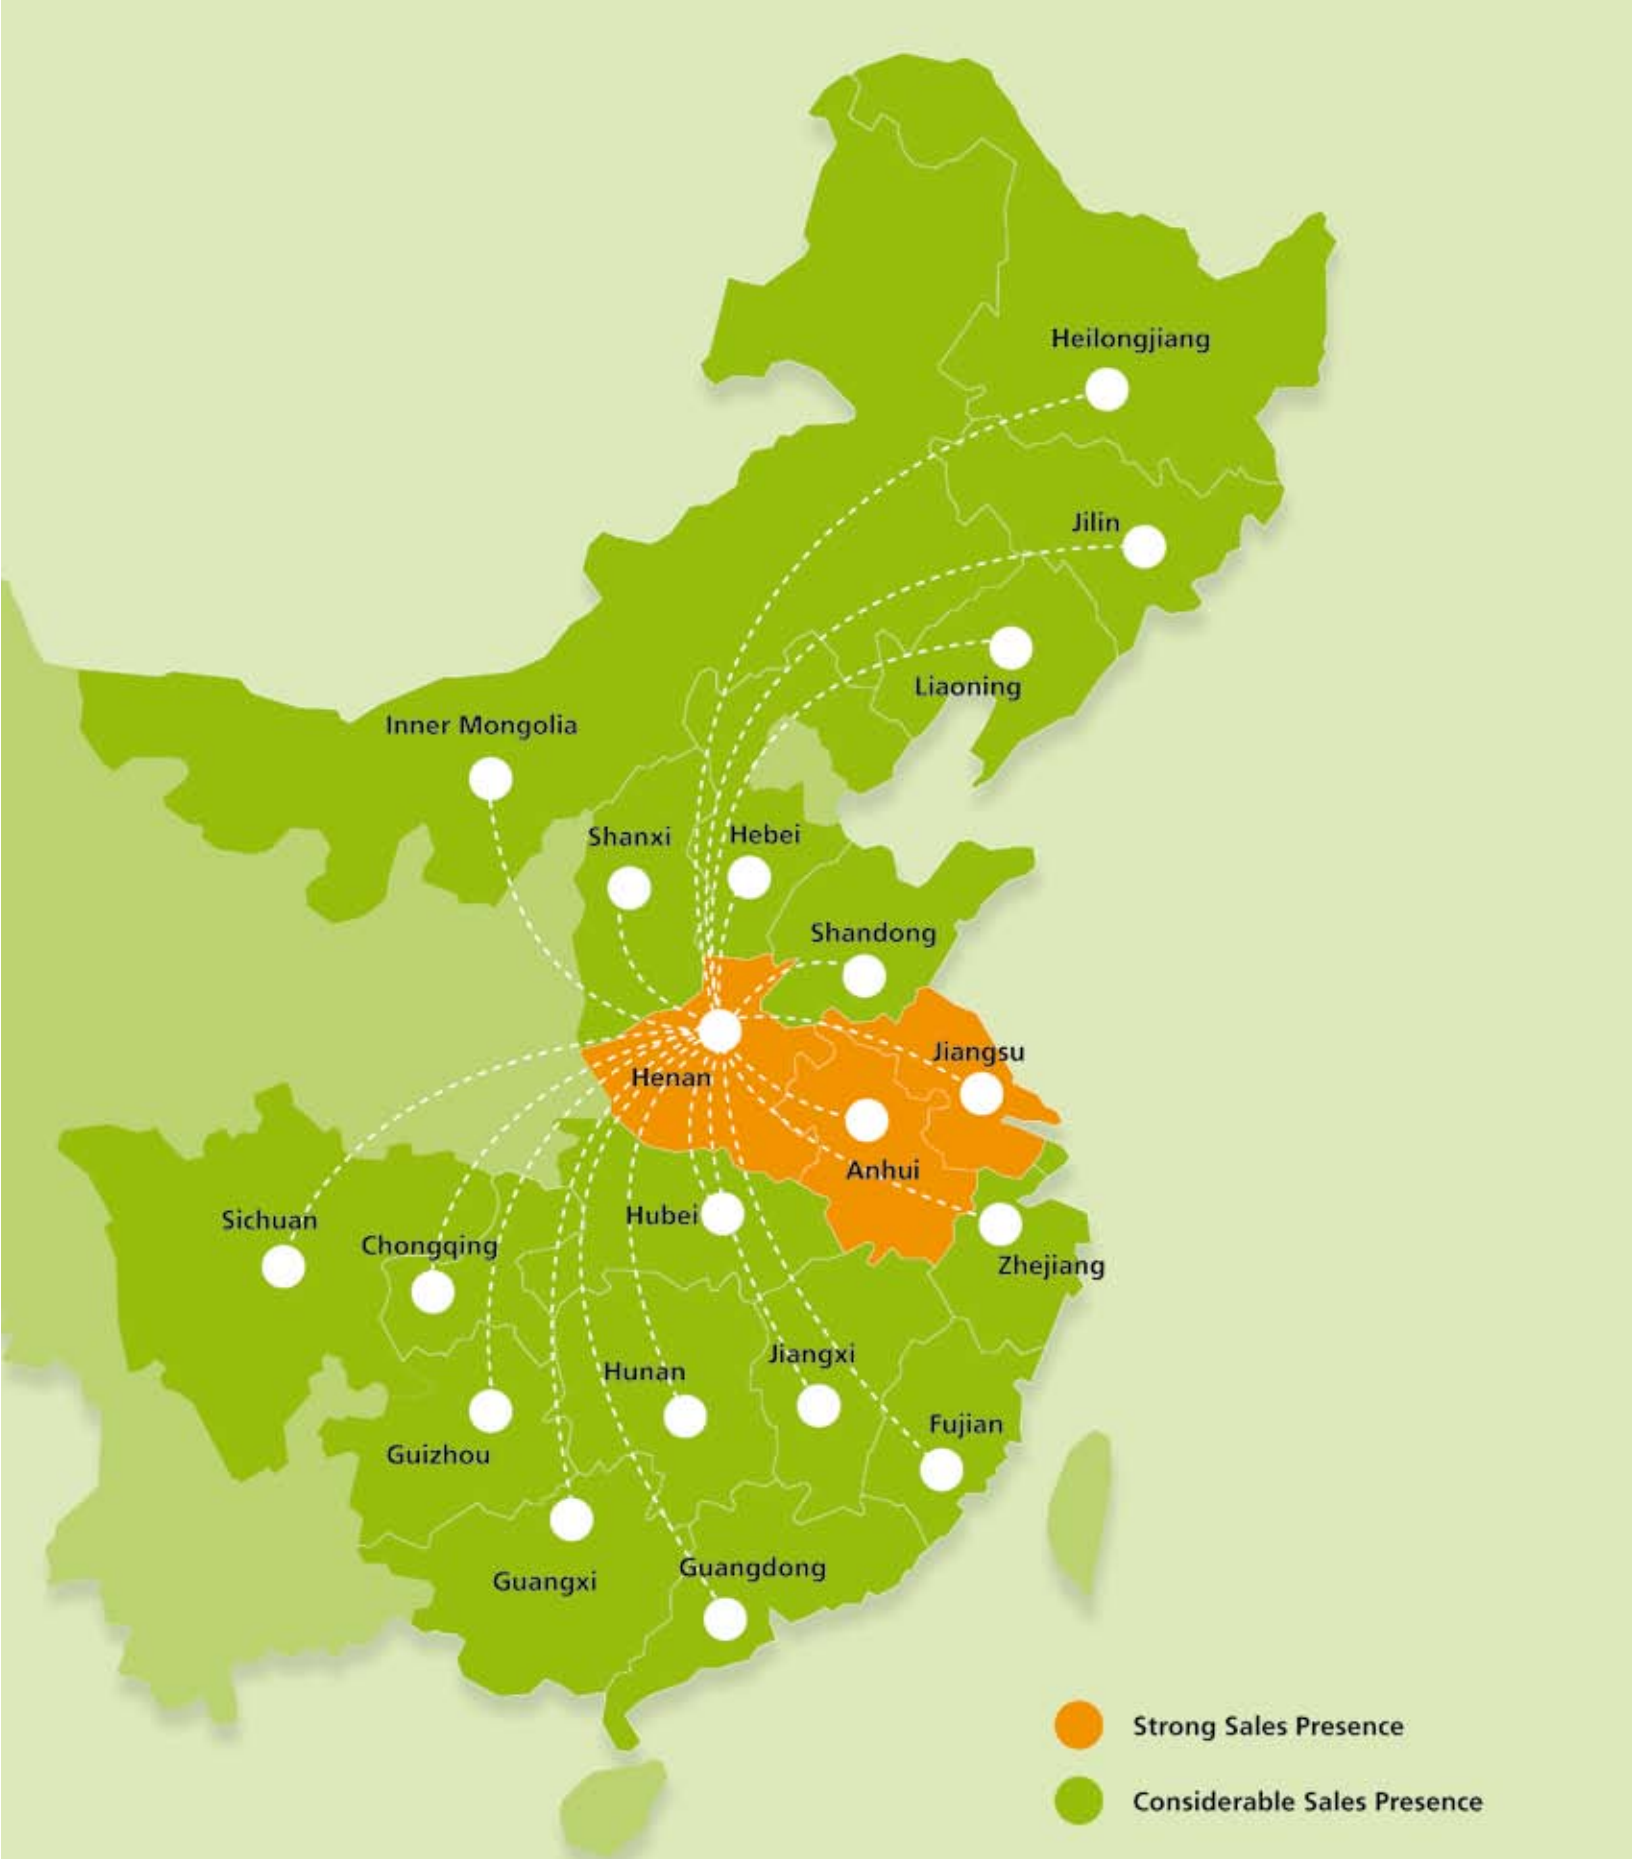 Heilongjiang
Jilin
Liaoning
Inner Mongolia
Shanxi
Hebei
Shandong
Jiangsu
Henan
Anhui
Sichuan
Hubei
Chongqing
Zhejiang
Jiangxi
Hunan
Fujian
Guizhou
Guangdong
Guangxi
Strong Sales Presence
Considerable Sales Presence